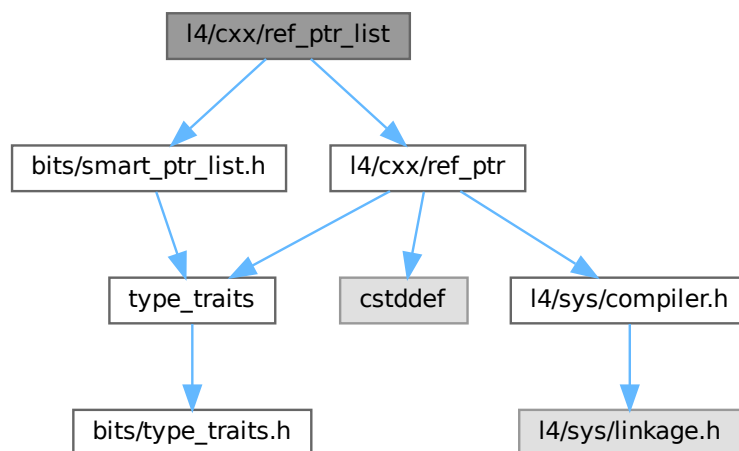 l4/cxx/ref_ptr_list
bits/smart_ptr_list.h
l4/cxx/ref_ptr
type_traits
cstddef
l4/sys/compiler.h
bits/type_traits.h
l4/sys/linkage.h